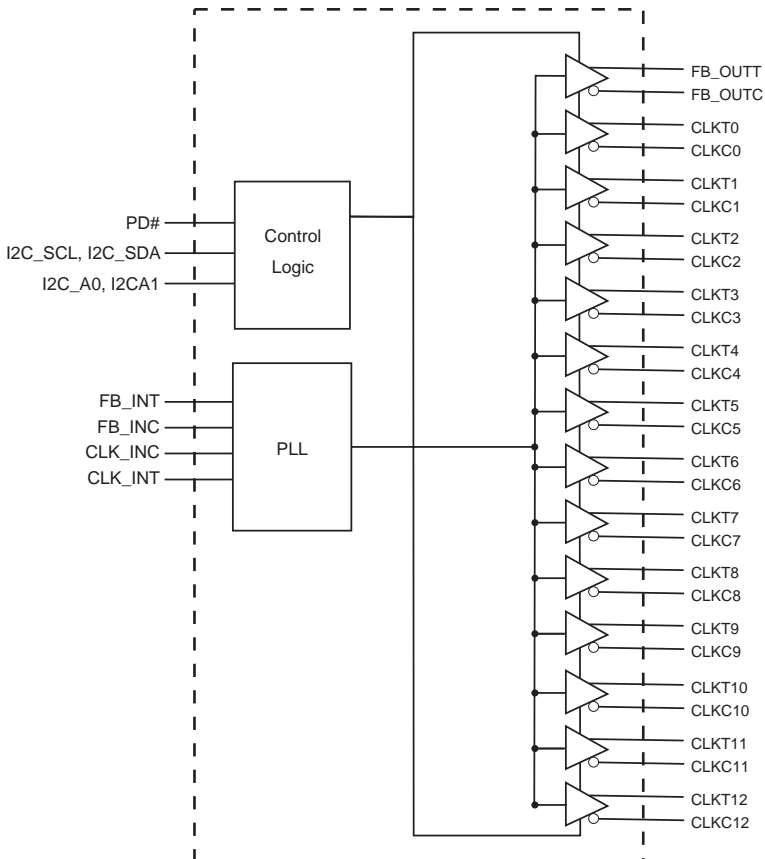 PD#
I2C_SCL, I2C_SDA
I2C_A0, I2CA1
Control
Logic
FB_INT
FB_INC
CLK_INC
CLK_INT
PLL
FB_OUTT
FB_OUTC
CLKT0
CLKC0
CLKT1
CLKC1
CLKT2
CLKC2
CLKT3
CLKC3
CLKT4
CLKC4
CLKT5
CLKC5
CLKT6
CLKC6
CLKT7
CLKC7
CLKT8
CLKC8
CLKT9
CLKC9
CLKT10
CLKC10
CLKT11
CLKC11
CLKT12
CLKC12